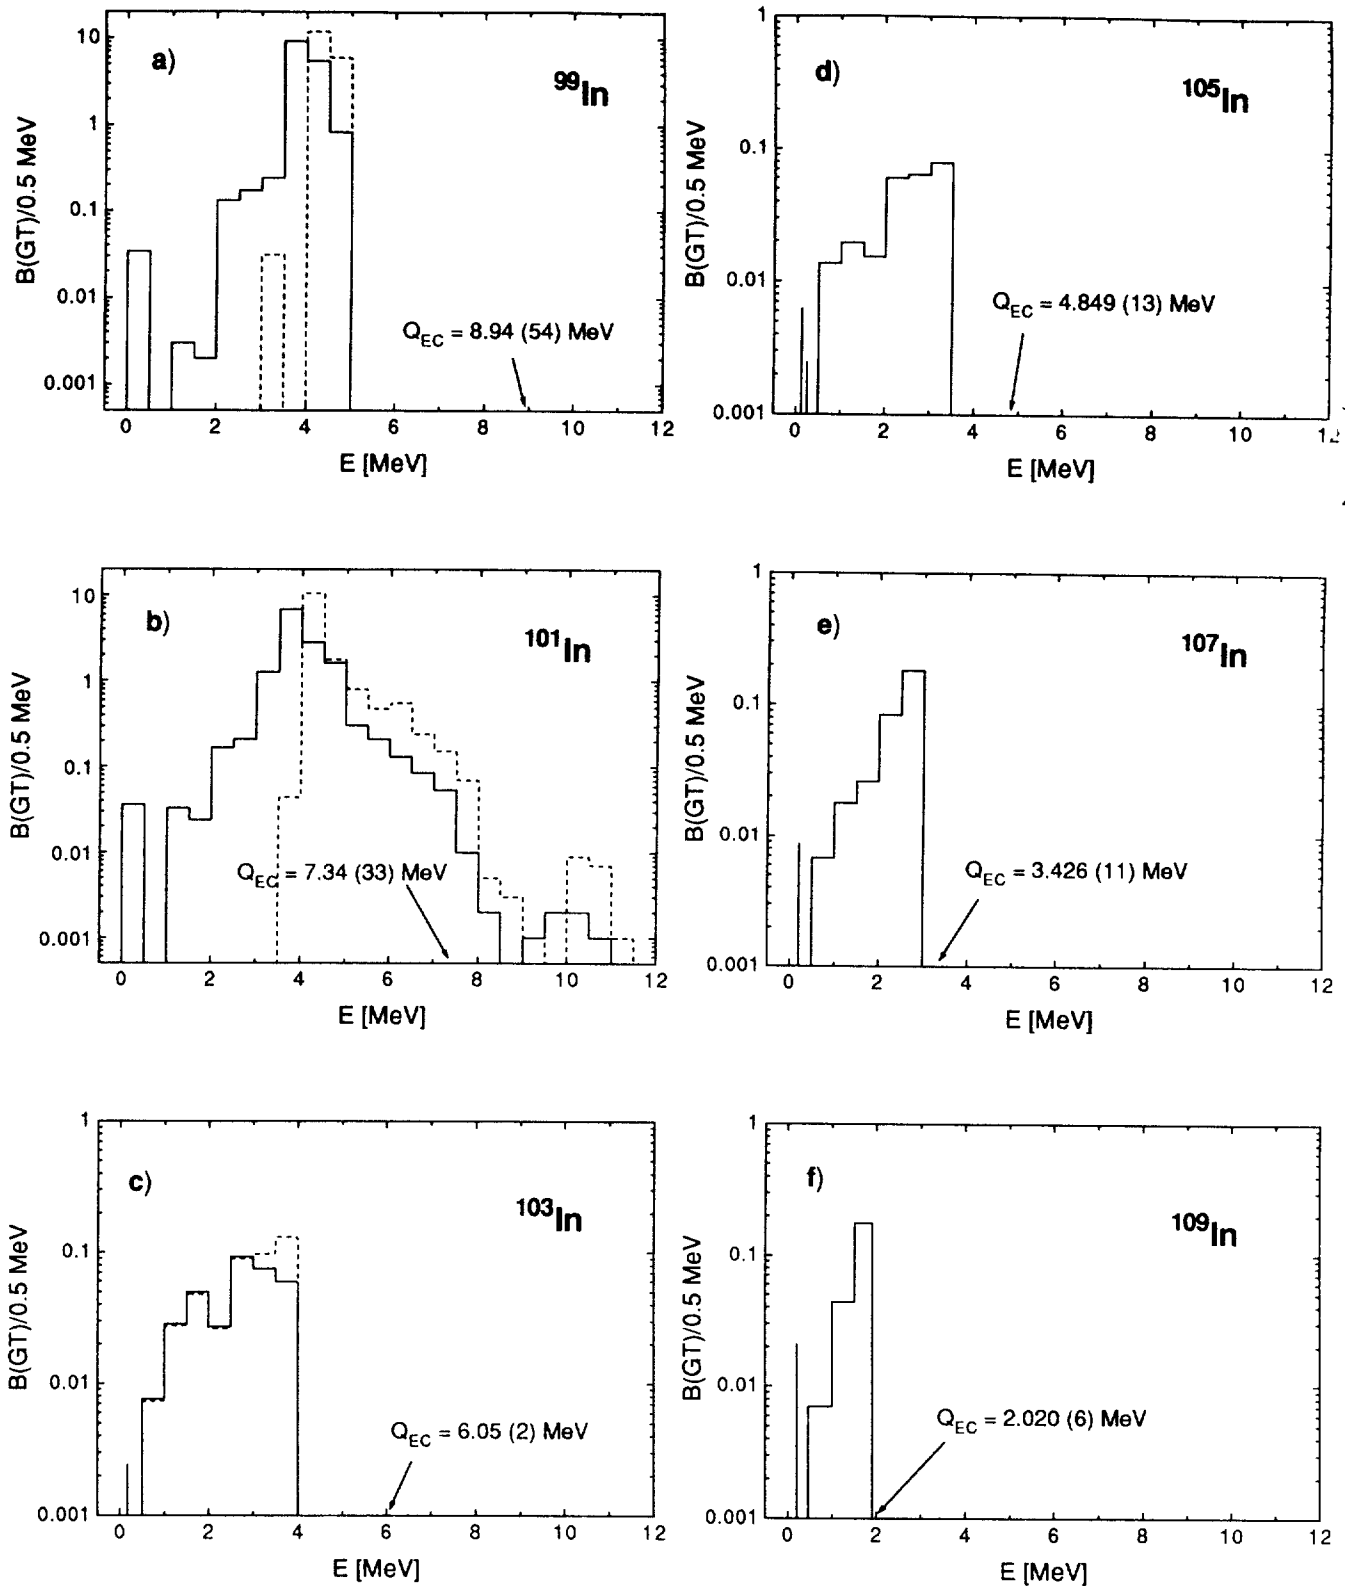 a)
99In
10
1
0.1
0.01
0.001
B(GT)/0.5 MeV
QEC = 8.94 (54) MeV
0 2 4 6 8 10 12
E [MeV]
d)
105In
1
0.1
0.01
0.001
B(GT)/0.5 MeV
QEC = 4.849 (13) MeV
0 2 4 6 8 10 12
E [MeV]
b)
101In
10
1
0.1
0.01
0.001
B(GT)/0.5 MeV
QEC = 7.34 (33) MeV
0 2 4 6 8 10 12
E [MeV]
e)
107In
1
0.1
0.01
0.001
B(GT)/0.5 MeV
QEC = 3.426 (11) MeV
0 2 4 6 8 10 12
E [MeV]
c)
103In
1
0.1
0.01
0.001
B(GT)/0.5 MeV
QEC = 6.05 (2) MeV
0 2 4 6 8 10 12
E [MeV]
f)
109In
1
0.1
0.01
0.001
B(GT)/0.5 MeV
QEC = 2.020 (6) MeV
0 2 4 6 8 10 12
E [MeV]